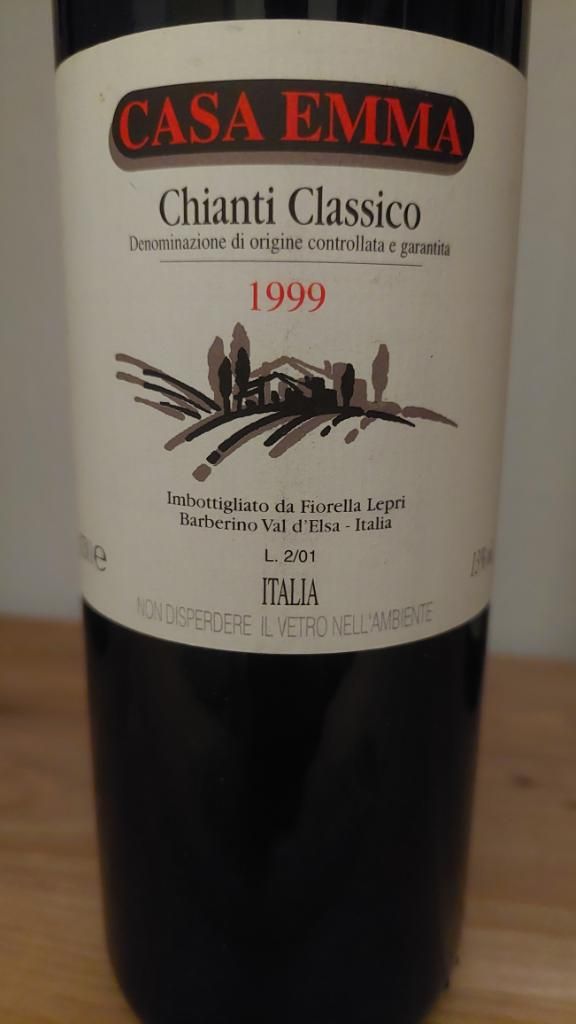 CASA EMMA
Chianti Classico
Denominazione di origine controllata e garantita
1999
Imbottigliato da Fiorella Lepri
Barberino Val d'Elsa - Italia
L. 2/01
e
13%
ITALIA
NON DISPERDERE IL VETRO NELL'AMBIENTE